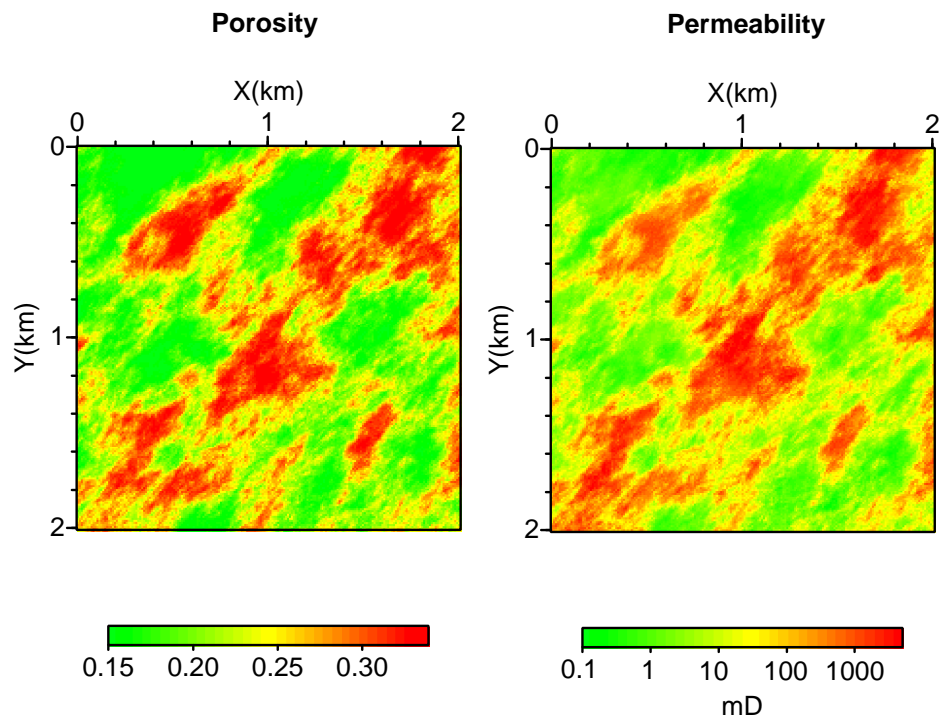 Porosity
X(km)
0 1 2
0
Y(km)
1
2
0.15 0.20 0.25 0.30
Permeability
X(km)
0 1 2
0
Y(km)
1
2
0.1 1 10 100 1000
mD